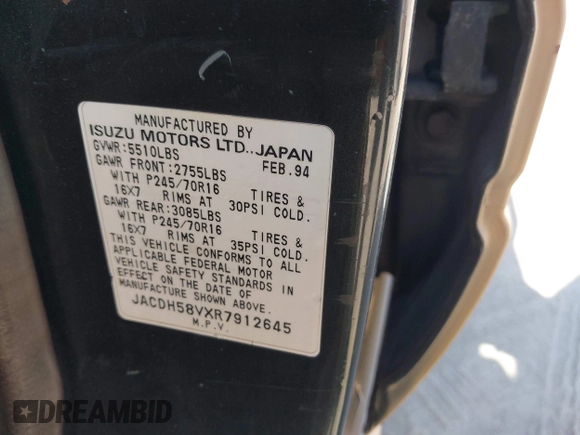 MANUFACTURED BY
ISUZU MOTORS LTD.,JAPAN
GVWR:5510LBS FEB.94
GAWR FRONT:2755LBS
WITH P245/70R16 TIRES &
16X7 RIMS AT 30PSI COLD.
GAWR REAR:3085LBS
WITH P245/70R16 TIRES &
16X7 RIMS AT 35PSI COLD.
THIS VEHICLE CONFORMS TO ALL
APPLICABLE FEDERAL MOTOR
VEHICLE SAFETY STANDARDS IN
EFFECT ON THE DATE OF
MANUFACTURE SHOWN ABOVE.
JACDH58VXR7912645
M.P.V.
DREAMBID